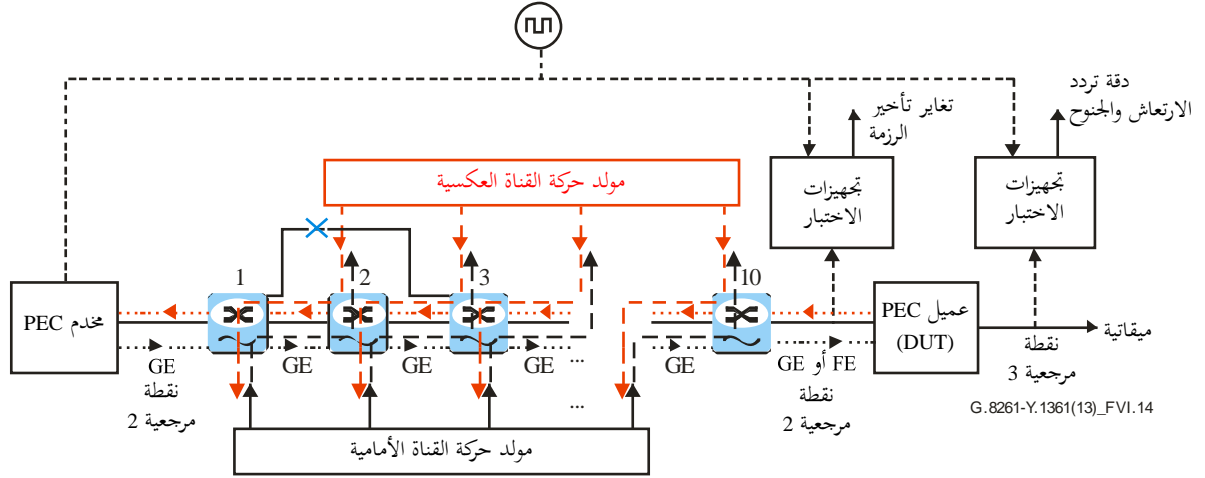 دقة تردد
الارتعاش والجنوح
تغاير تأخير
الرزمة
مولد حركة القناة العكسية
تجهيزات
الاختبار
تجهيزات
الاختبار
1
2
3
10
مخدم PEC
عميل PEC
(DUT)
ميقاتية
GE
GE
GE
GE
GE
GE أو FE
...
...
نقطة
مرجعية 2
نقطة
مرجعية 2
نقطة
مرجعية 3
G.8261-Y.1361(13)_FVI.14
مولد حركة القناة الأمامية